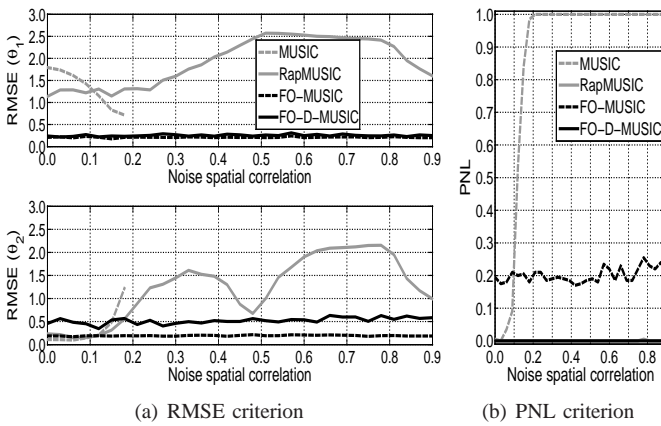 3.0
2.5
2.0
1.5
1.0
0.5
0.0
RMSE (θ1)
MUSIC
RapMUSIC
FO-MUSIC
FO-D-MUSIC
0.0 0.1 0.2 0.3 0.4 0.5 0.6 0.7 0.8 0.9
Noise spatial correlation
3.0
2.5
2.0
1.5
1.0
0.5
0.0
RMSE (θ2)
0.0 0.1 0.2 0.3 0.4 0.5 0.6 0.7 0.8 0.9
Noise spatial correlation
(a) RMSE criterion
1.0
0.9
0.8
0.7
0.6
0.5
0.4
0.3
0.2
0.1
0.0
PNL
MUSIC
RapMUSIC
FO-MUSIC
FO-D-MUSIC
0.0 0.2 0.4 0.6 0.8
Noise spatial correlation
(b) PNL criterion